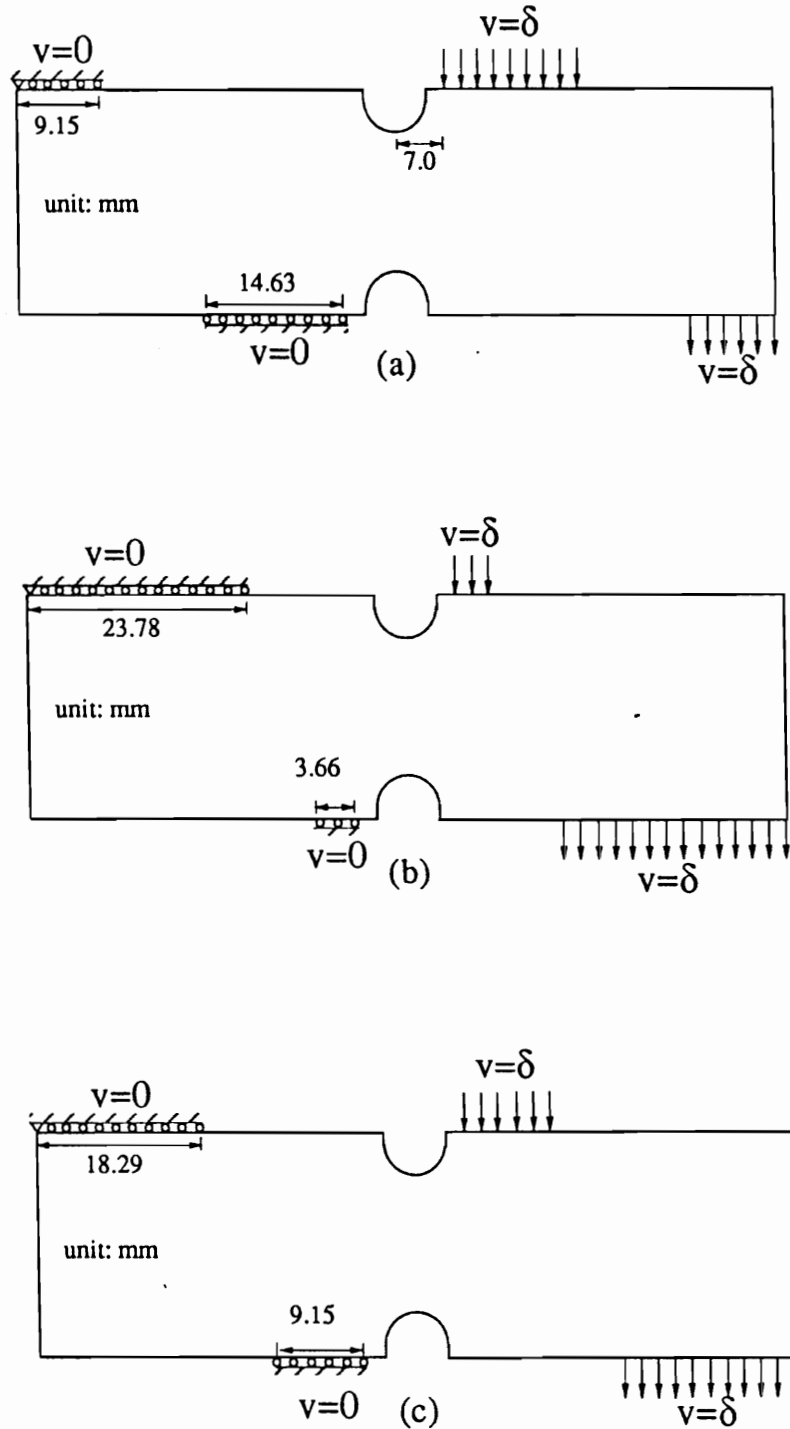 v=0
v=δ
9.15
7.0
unit: mm
14.63
v=0
(a)
v=δ
v=0
v=δ
23.78
unit: mm
3.66
v=0
(b)
v=δ
v=0
v=δ
18.29
unit: mm
9.15
v=0
(c)
v=δ